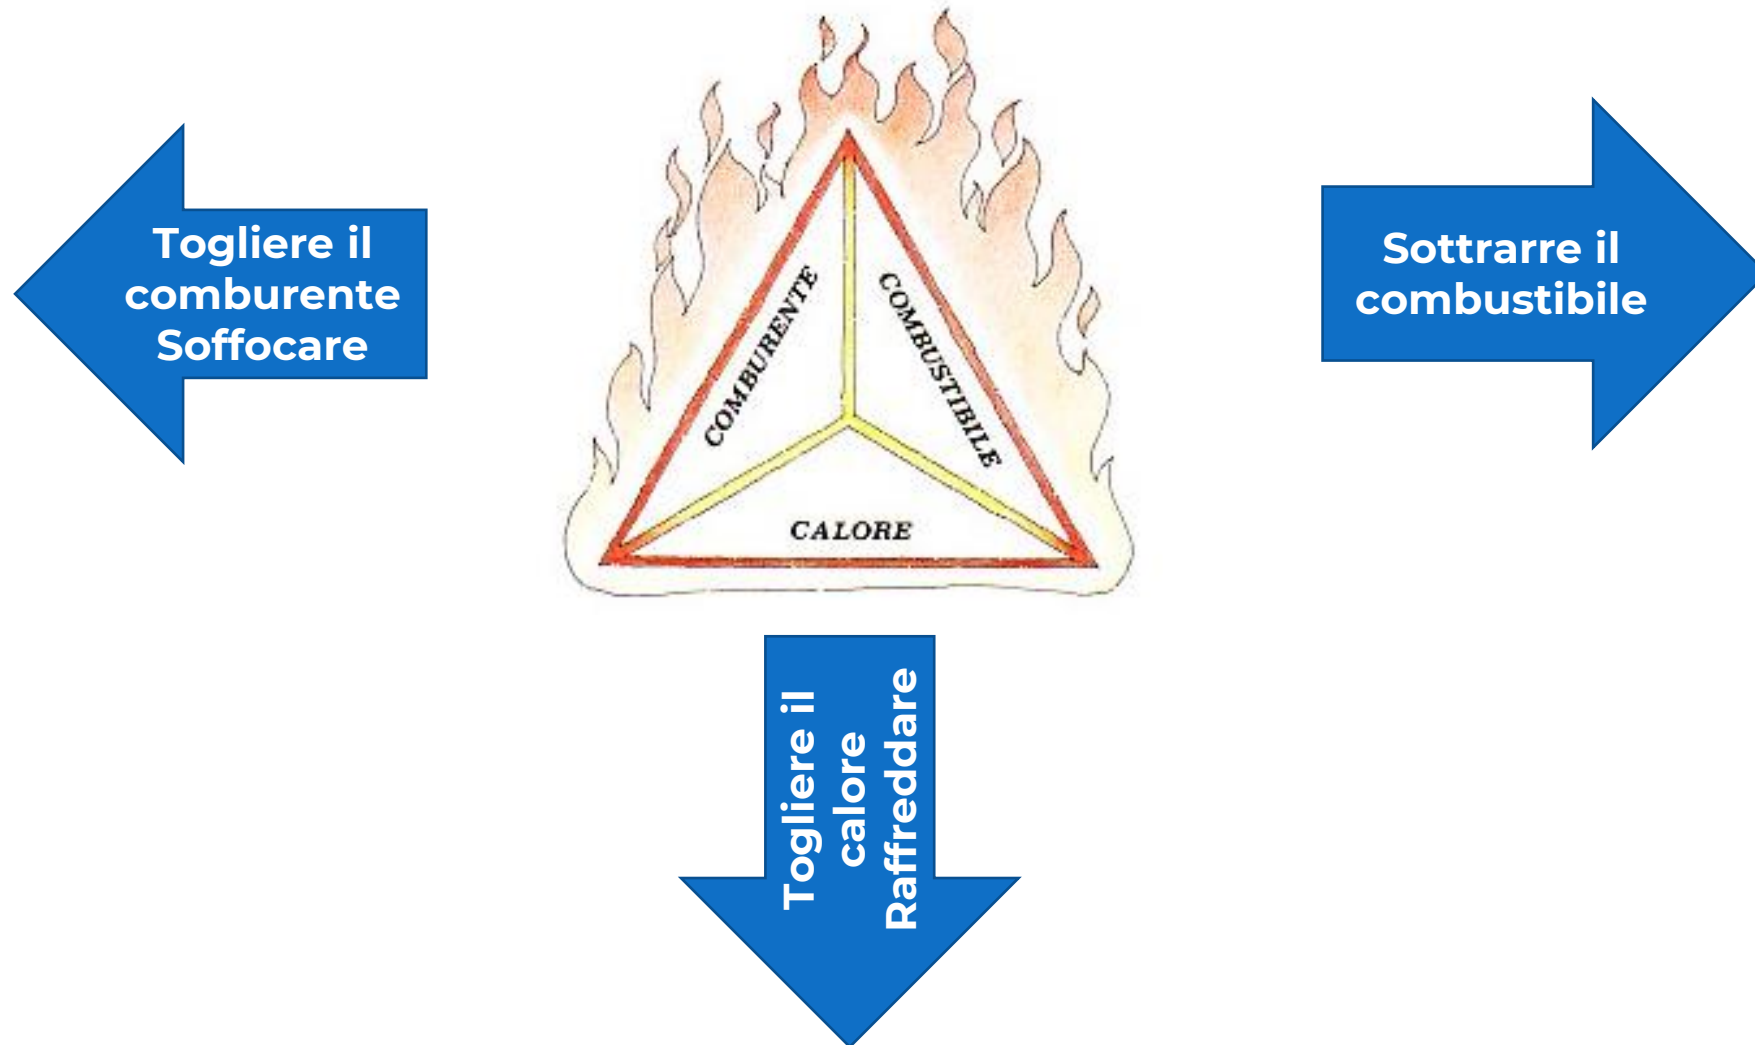 Togliere il
comburente
Soffocare
COMBURENTE
COMBUSTIBILE
CALORE
Sottrarre il
combustibile
Togliere il
calore
Raffreddare